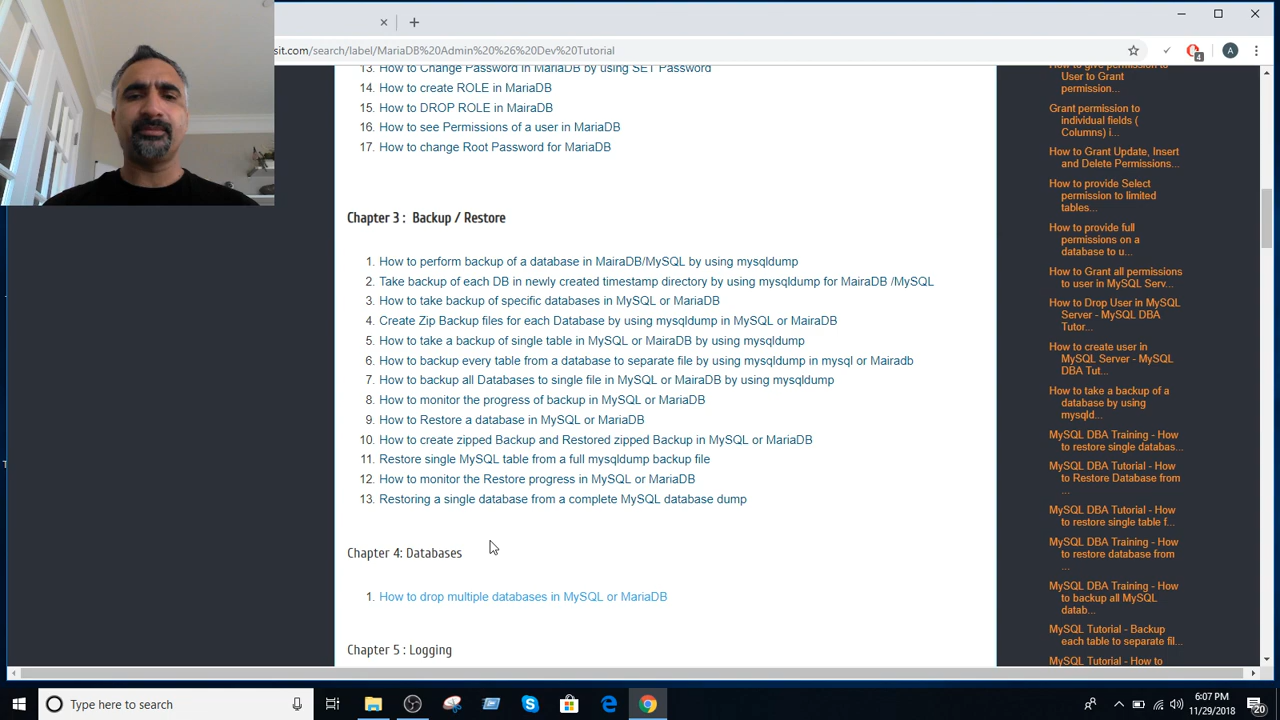 sit.com/search/label/MariaDB%20Admin%20%26%20Dev%20Tutorial
4
A
13. How to Change Password in MariaDB by using SET Password
14. How to create ROLE in MariaDB
15. How to DROP ROLE in MairaDB
16. How to see Permissions of a user in MariaDB
17. How to change Root Password for MariaDB
Chapter 3 : Backup / Restore
1. How to perform backup of a database in MairaDB/MySQL by using mysqldump
2. Take backup of each DB in newly created timestamp directory by using mysqldump for MairaDB /MySQL
3. How to take backup of specific databases in MySQL or MariaDB
4. Create Zip Backup files for each Database by using mysqldump in MySQL or MairaDB
5. How to take a backup of single table in MySQL or MairaDB by using mysqldump
6. How to backup every table from a database to separate file by using mysqldump in mysql or Mairadb
7. How to backup all Databases to single file in MySQL or MairaDB by using mysqldump
8. How to monitor the progress of backup in MySQL or MariaDB
9. How to Restore a database in MySQL or MariaDB
10. How to create zipped Backup and Restored zipped Backup in MySQL or MariaDB
11. Restore single MySQL table from a full mysqldump backup file
12. How to monitor the Restore progress in MySQL or MariaDB
13. Restoring a single database from a complete MySQL database dump
Chapter 4: Databases
1. How to drop multiple databases in MySQL or MariaDB
Chapter 5 : Logging
How to give permission to
User to Grant
permission...
Grant permission to
individual fields (
Columns) i...
How to Grant Update, Insert
and Delete Permissions...
How to provide Select
permission to limited
tables...
How to provide full
permissions on a
database to u...
How to Grant all permissions
to user in MySQL Serv...
How to Drop User in MySQL
Server - MySQL DBA
Tutor...
How to create user in
MySQL Server - MySQL
DBA Tut...
How to take a backup of a
database by using
mysqld...
MySQL DBA Training - How
to restore single databas...
MySQL DBA Tutorial - How
to Restore Database from
...
MySQL DBA Tutorial - How
to restore single table f...
MySQL DBA Training - How
to restore database from
...
MySQL DBA Training - How
to backup all MySQL
datab...
MySQL Tutorial - Backup
each table to separate fil...
MySQL Tutorial - How to
Type here to search
6:07 PM
11/29/2018
20